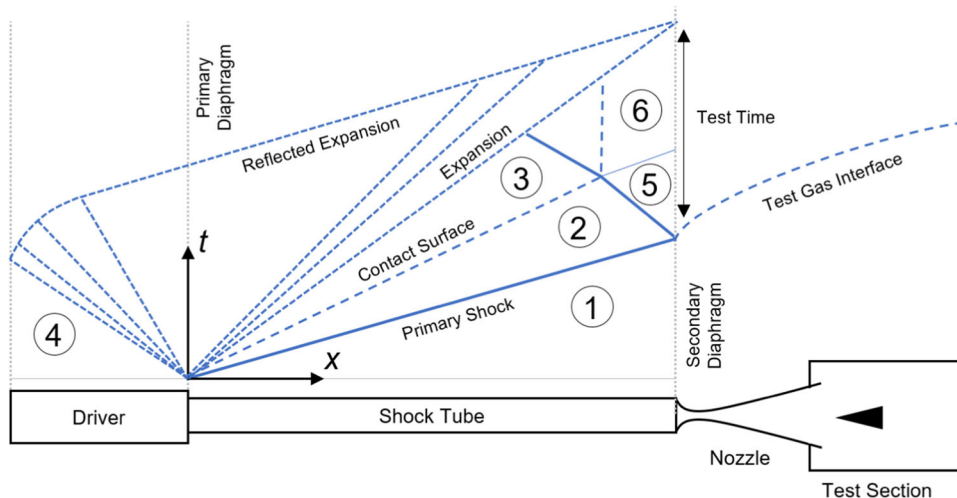 Primary
Diaphragm
Reflected Expansion
Expansion
6
Test Time
3
5
Test Gas Interface
Contact Surface
2
t
Primary Shock
1
Secondary
Diaphragm
4
x
Driver
Shock Tube
Nozzle
Test Section